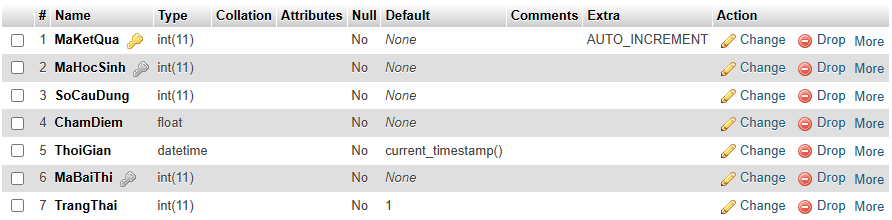 # Name Type Collation Attributes Null Default Comments Extra Action
1 MaKetQua int(11) No None AUTO_INCREMENT Change Drop More
2 MaHocSinh int(11) No None Change Drop More
3 SoCauDung int(11) No None Change Drop More
4 ChamDiem float No None Change Drop More
5 ThoiGian datetime No current_timestamp() Change Drop More
6 MaBaiThi int(11) No None Change Drop More
7 TrangThai int(11) No 1 Change Drop More